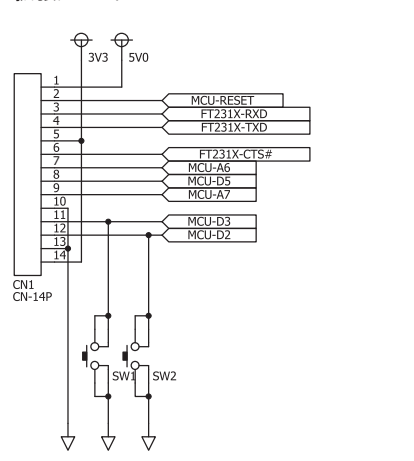 3V3 5V0
1
2 MCU-RESET
3 FT231X-RXD
4 FT231X-TXD
5
6 FT231X-CTS#
7 MCU-A6
8 MCU-D5
9 MCU-A7
10
11 MCU-D3
12 MCU-D2
13
14
CN1
CN-14P
SW1 SW2